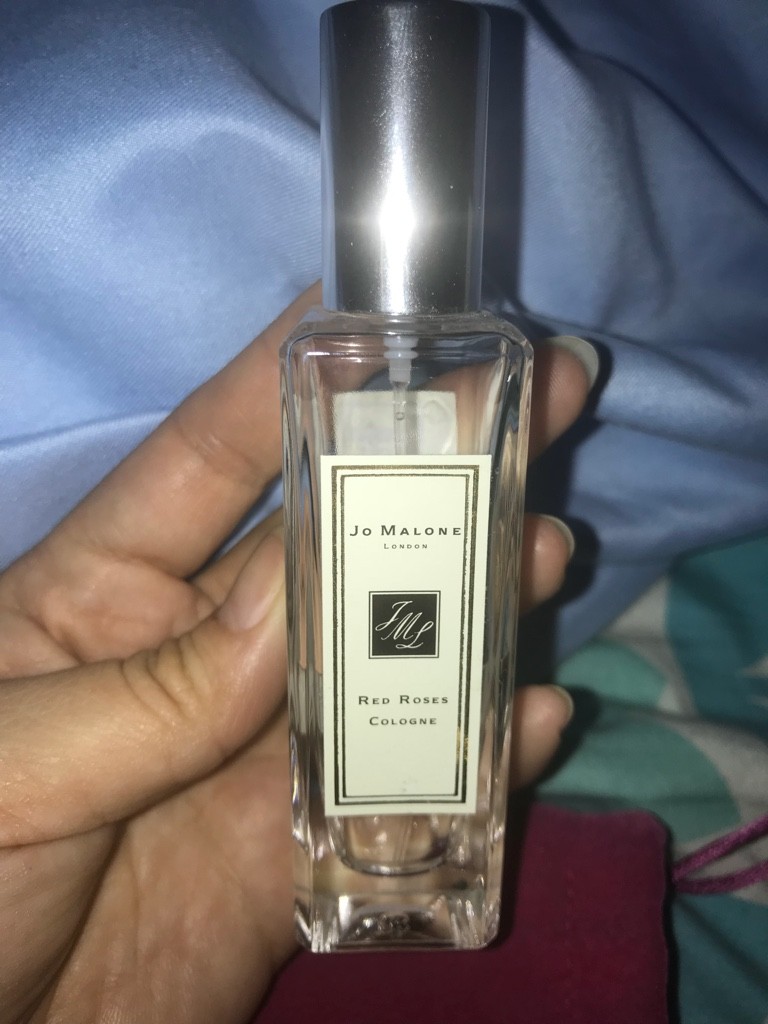 Jo Malone
London
JML
Red Roses
Cologne